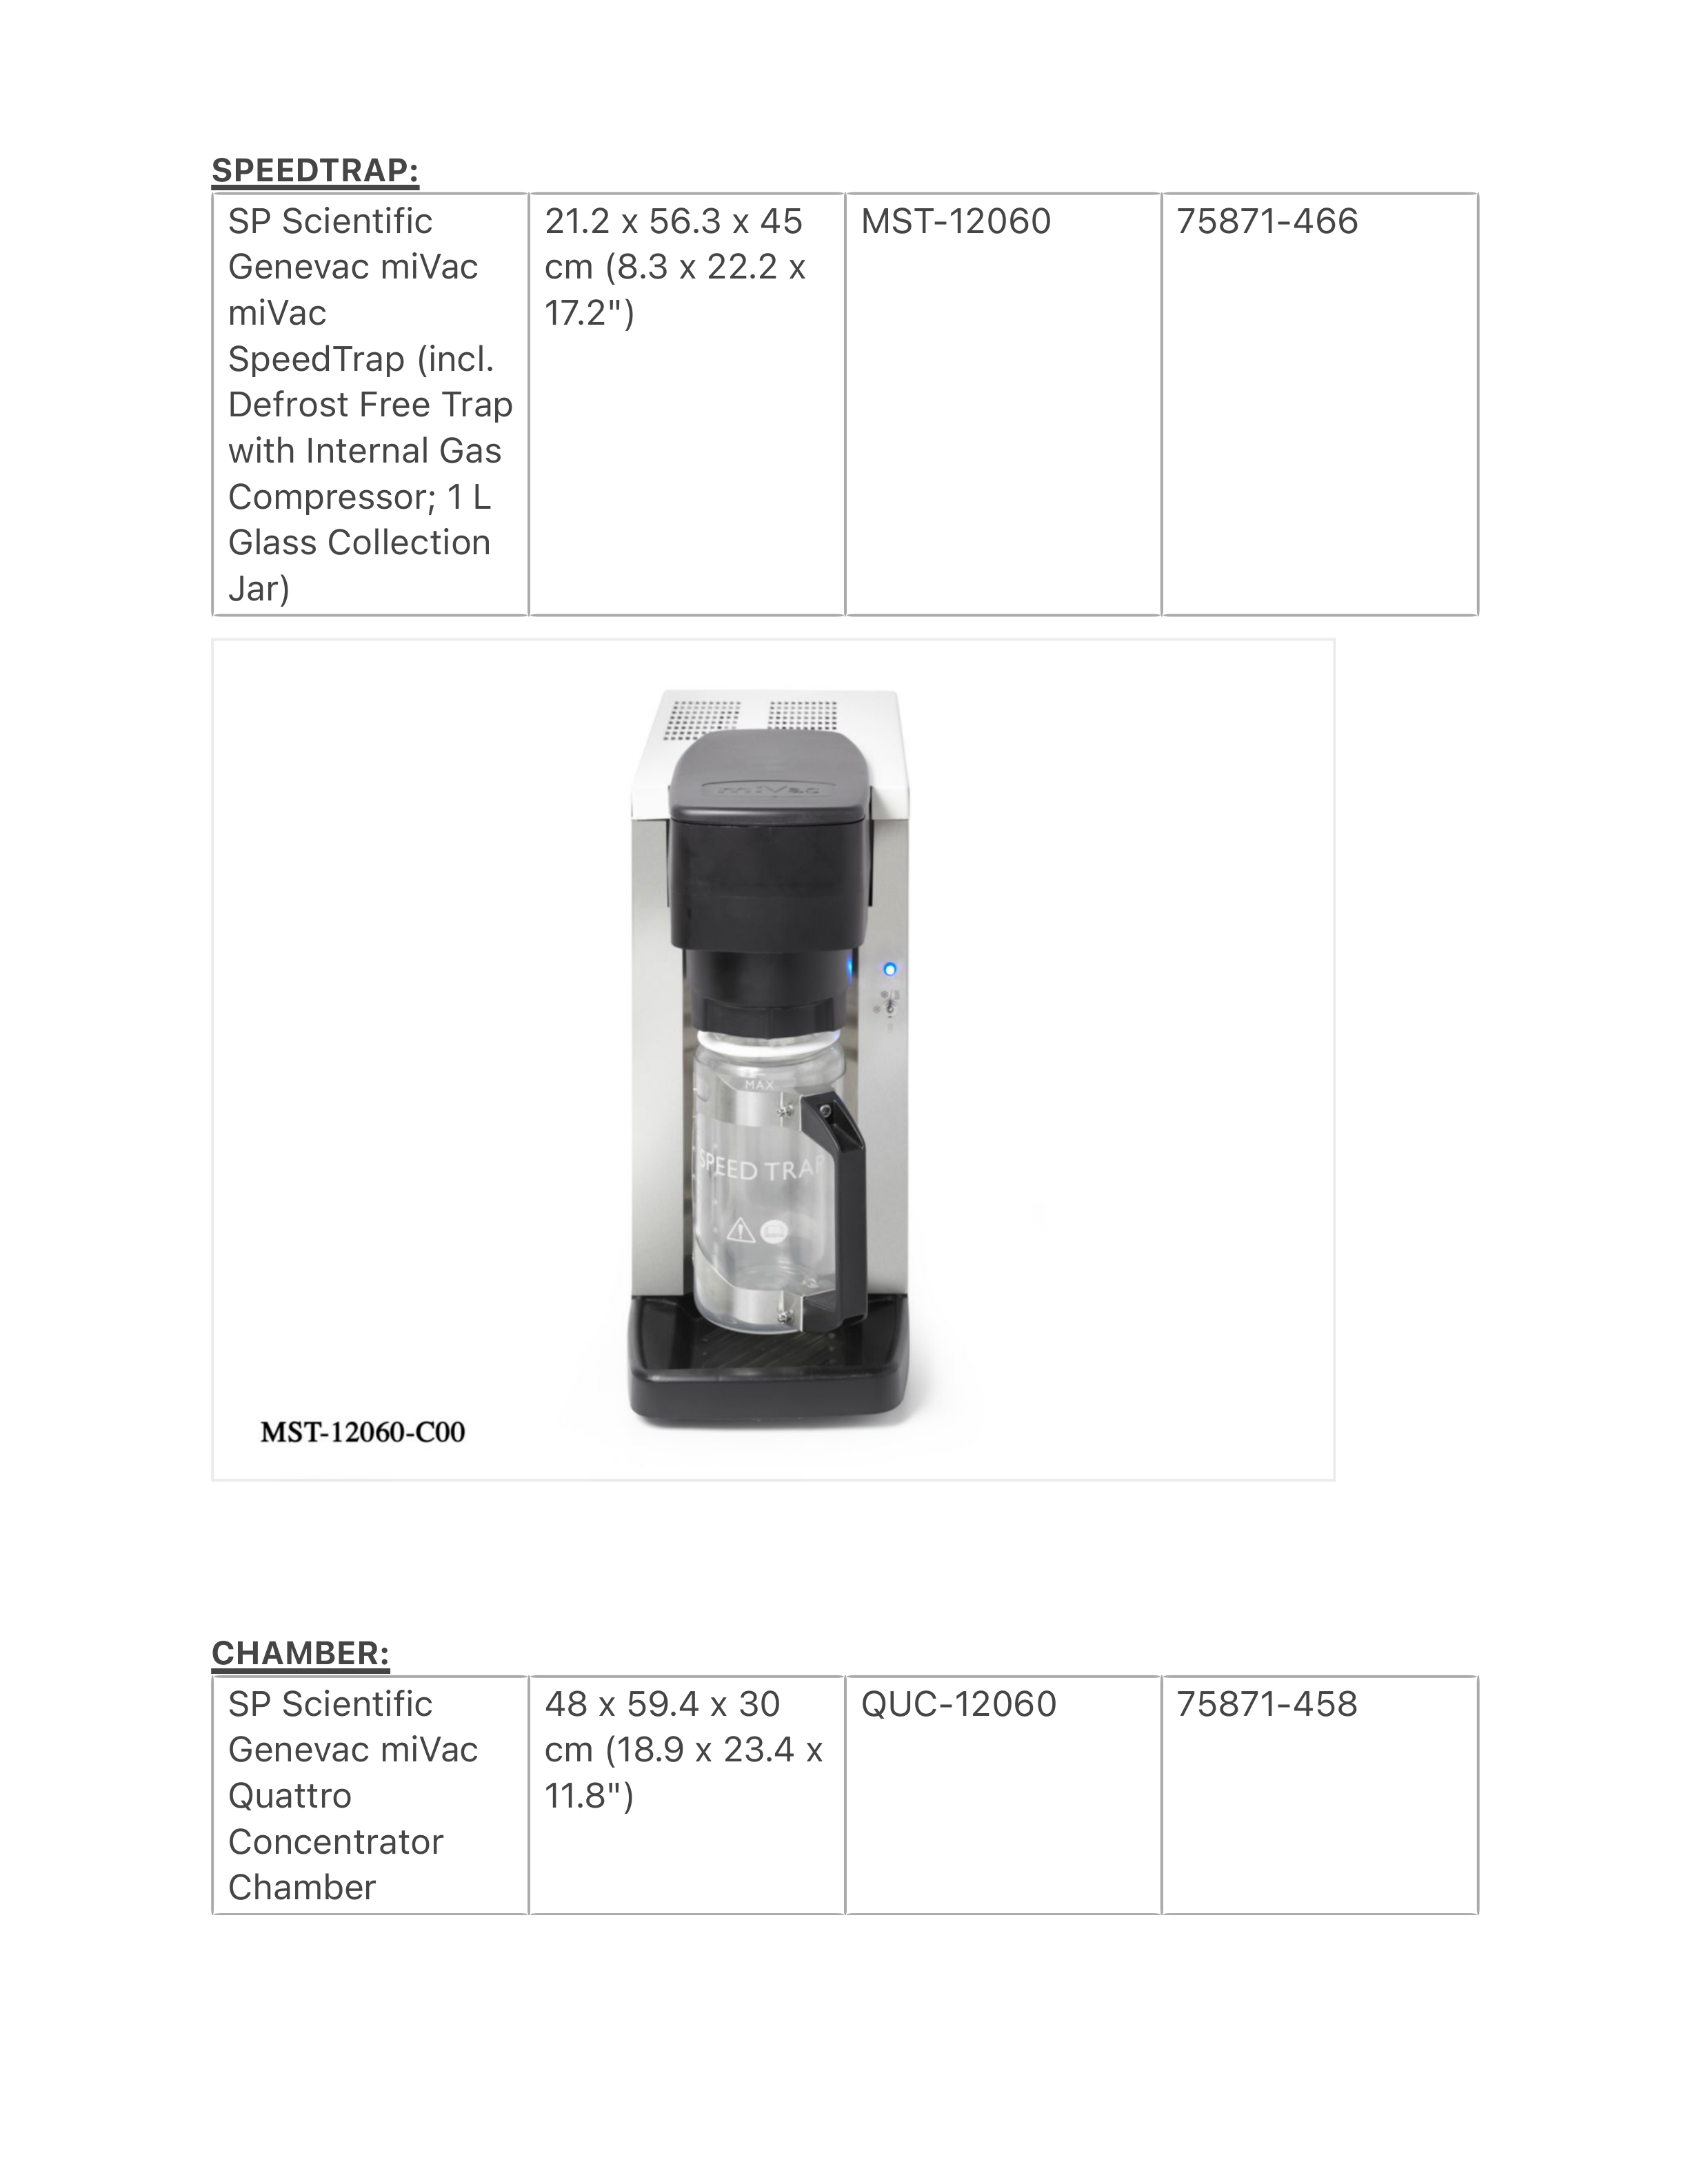 SPEEDTRAP:
SP Scientific
Genevac miVac
miVac
SpeedTrap (incl.
Defrost Free Trap
with Internal Gas
Compressor; 1 L
Glass Collection
Jar)
21.2 x 56.3 x 45
cm (8.3 x 22.2 x
17.2")
MST-12060
75871-466
miVac
MAX
SPEED TRAP
MST-12060-C00
CHAMBER:
SP Scientific
Genevac miVac
Quattro
Concentrator
Chamber
48 x 59.4 x 30
cm (18.9 x 23.4 x
11.8")
QUC-12060
75871-458